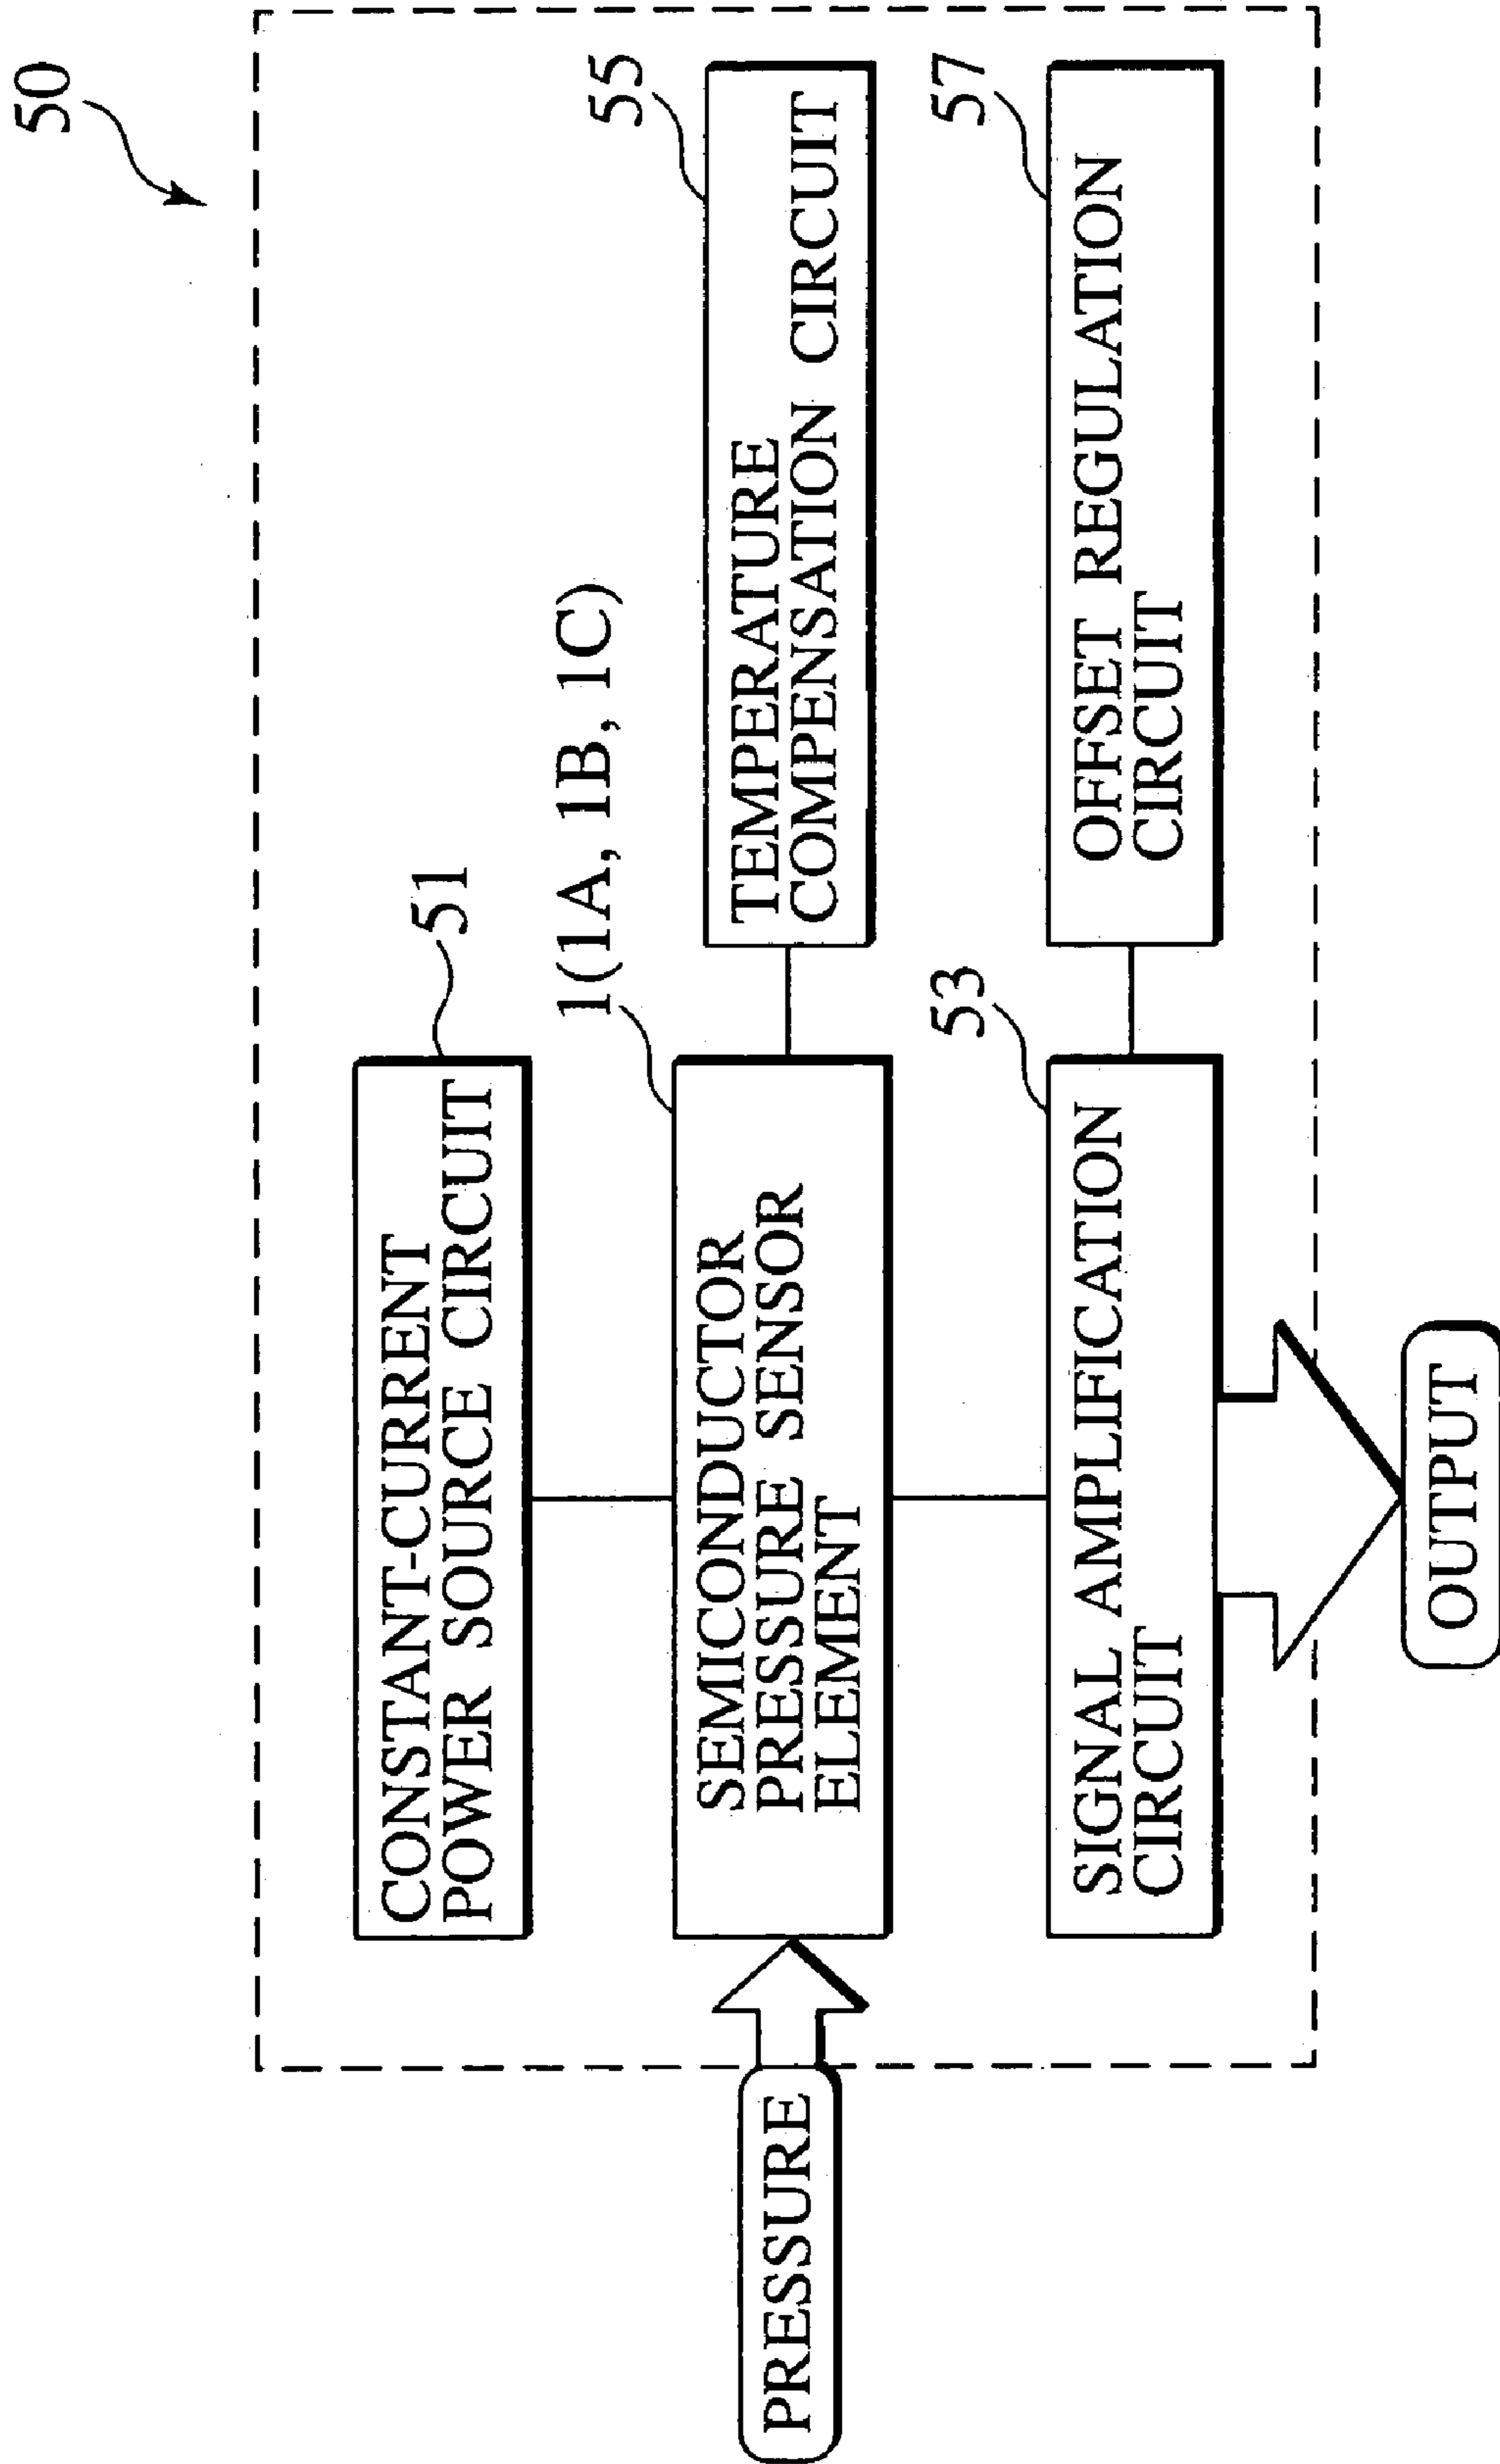 50
CONSTANT-CURRENT
POWER SOURCE CIRCUIT
51
1(1A, 1B, 1C)
55
PRESSURE
SEMICONDUCTOR
PRESSURE SENSOR
ELEMENT
TEMPERATURE
COMPENSATION CIRCUIT
53
57
SIGNAL AMPLIFICATION
CIRCUIT
OFFSET REGULATION
CIRCUIT
OUTPUT